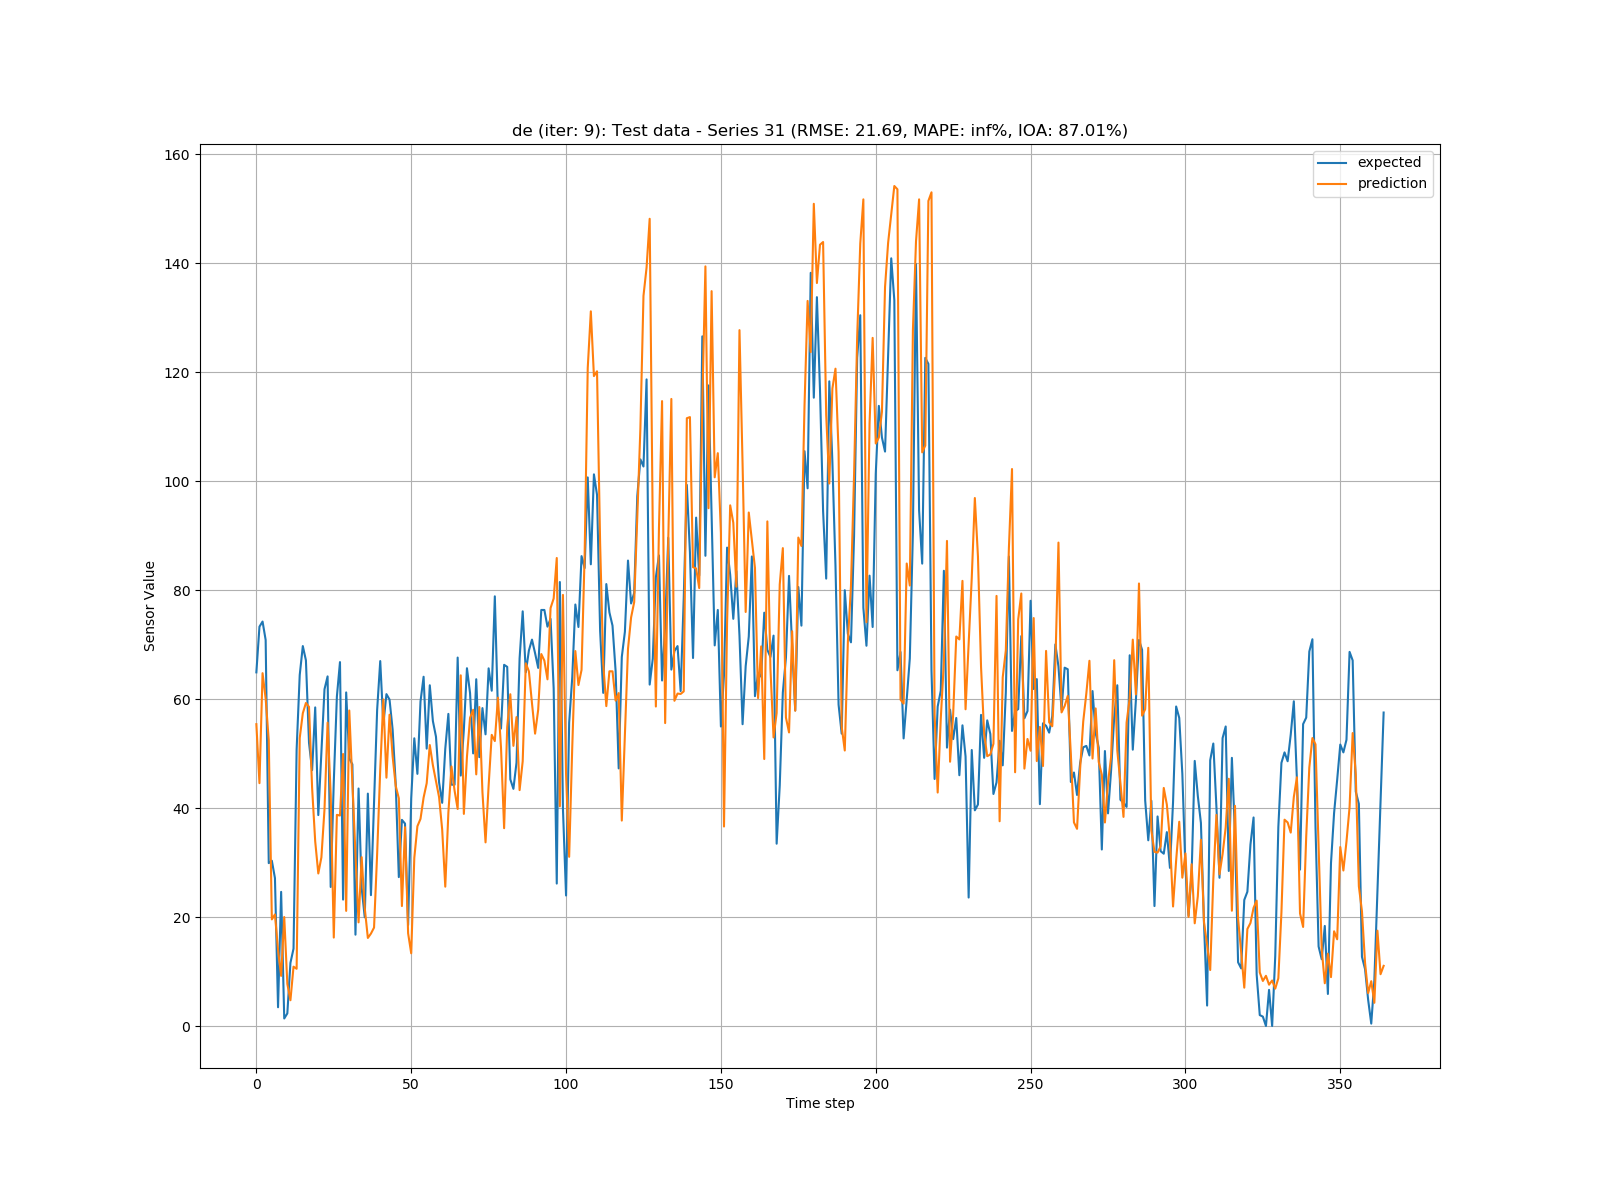 de (iter: 9): Test data - Series 31 (RMSE: 21.69, MAPE: inf%, IOA: 87.01%)
expected
prediction
160
140
120
100
80
60
40
20
0
Sensor Value
0 50 100 150 200 250 300 350
Time step